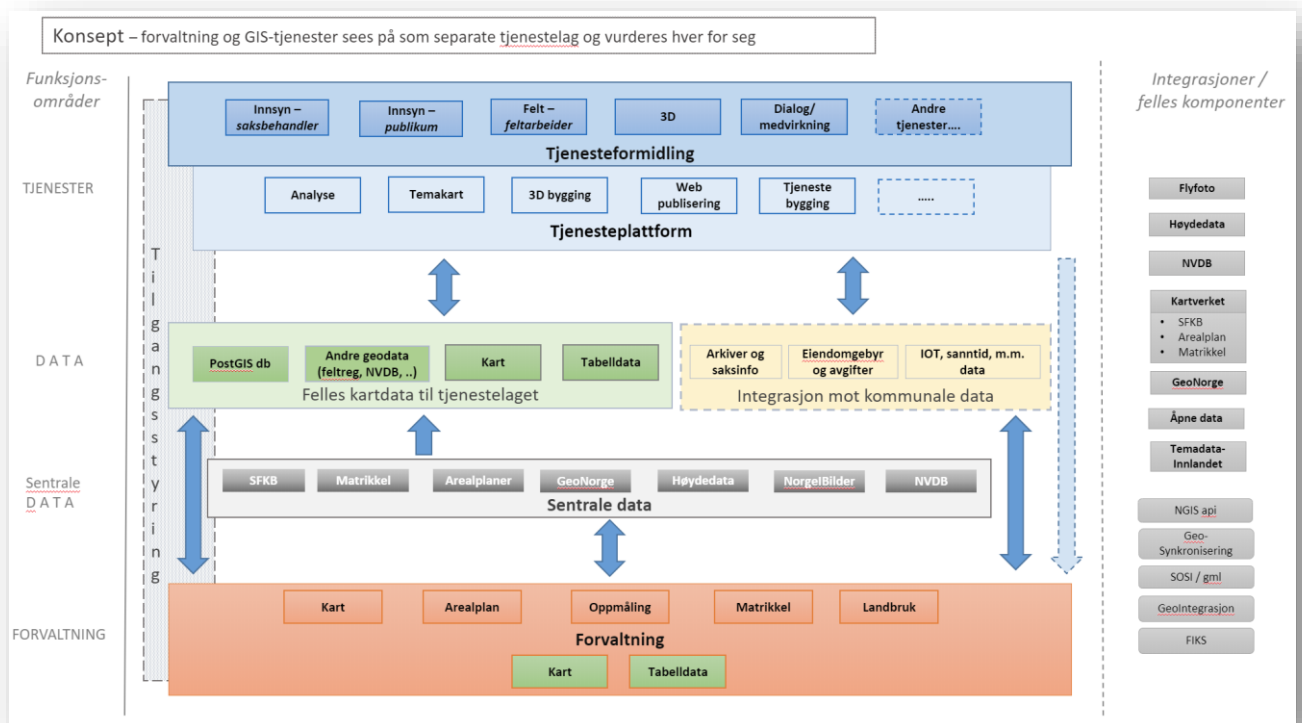 Konsept – forvaltning og GIS-tjenester sees på som separate tjenestelag og vurderes hver for seg
Funksjons-
områder
Integrasjoner /
felles komponenter
Innsyn –
saksbehandler
Innsyn –
publikum
Felt –
feltarbeider
3D
Dialog/
medvirkning
Andre
tjenester....
Tjenesteformidling
TJENESTER
Analyse
Temakart
3D bygging
Web
publisering
Tjeneste
bygging
.....
Tjenesteplattform
Tilgangsstyring
DATA
PostGIS db
Andre geodata
(feltreg, NVDB, ..)
Kart
Tabelldata
Felles kartdata til tjenestelaget
Arkiver og
saksinfo
Eiendomgebyr
og avgifter
IOT, sanntid, m.m.
data
Integrasjon mot kommunale data
Sentrale
DATA
SFKB
Matrikkel
Arealplaner
GeoNorge
Høydedata
NorgeIBilder
NVDB
Sentrale data
FORVALTNING
Kart
Arealplan
Oppmåling
Matrikkel
Landbruk
Forvaltning
Kart
Tabelldata
Flyfoto
Høydedata
NVDB
Kartverket
• SFKB
• Arealplan
• Matrikkel
GeoNorge
Åpne data
Temadata-
Innlandet
NGIS api
Geo-
Synkronisering
SOSI / gml
GeoIntegrasjon
FIKS